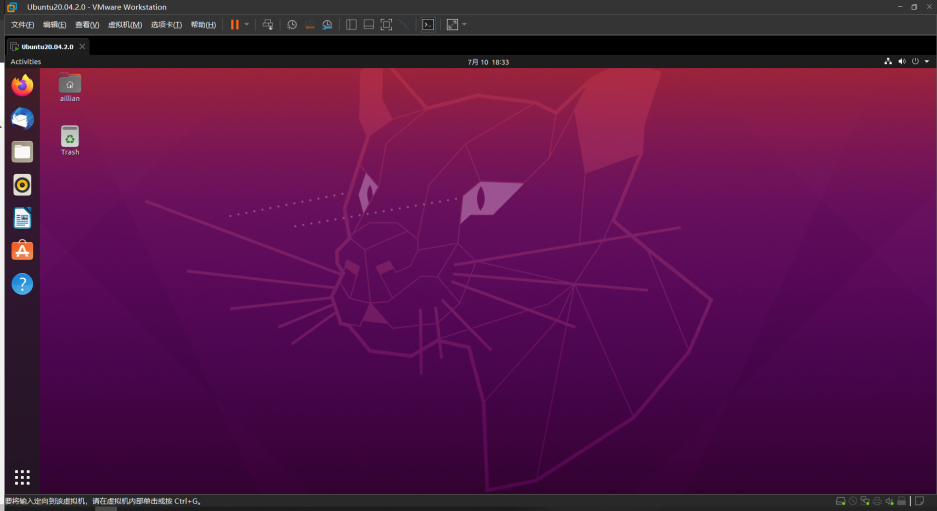 Ubuntu20.04.2.0 - VMware Workstation
文件(F) 编辑(E) 查看(V) 虚拟机(M) 选项卡(T) 帮助(H)
Ubuntu20.04.2.0
Activities
7月 10 18:33
aillian
Trash
要将输入定向到该虚拟机，请在虚拟机内部单击或按 Ctrl+G。